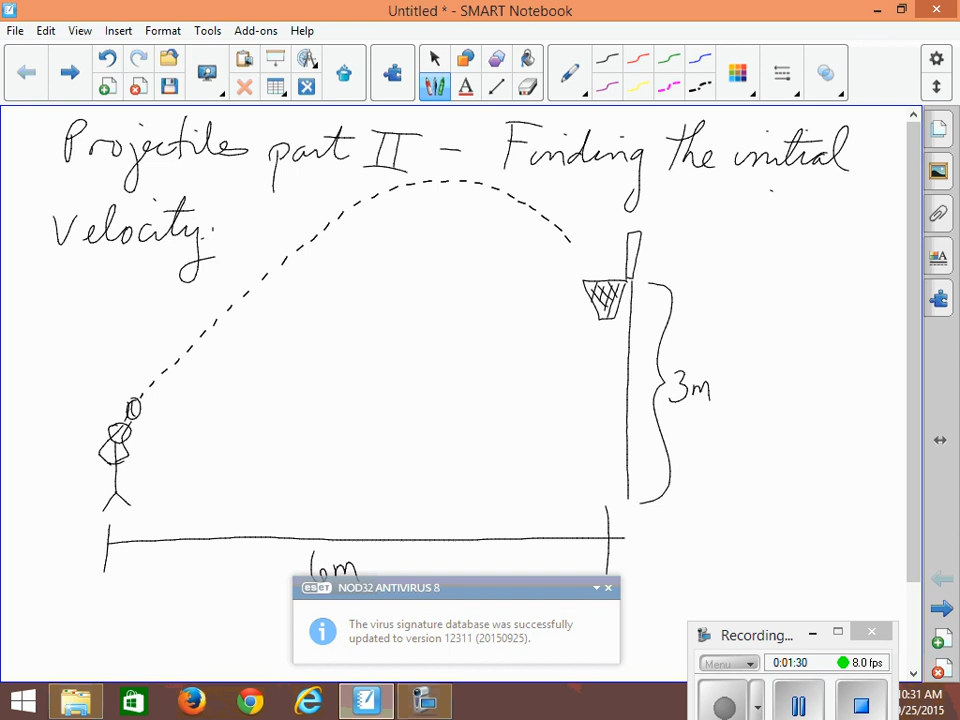 Untitled * - SMART Notebook
File Edit View Insert Format Tools Add-ons Help
Projectiles part II - Finding the initial
velocity.
3m
6m
eset NOD32 ANTIVIRUS 8
The virus signature database was successfully
updated to version 12311 (20150925).
Recording...
Menu 0:01:30 8.0 fps
10:31 AM
9/25/2015